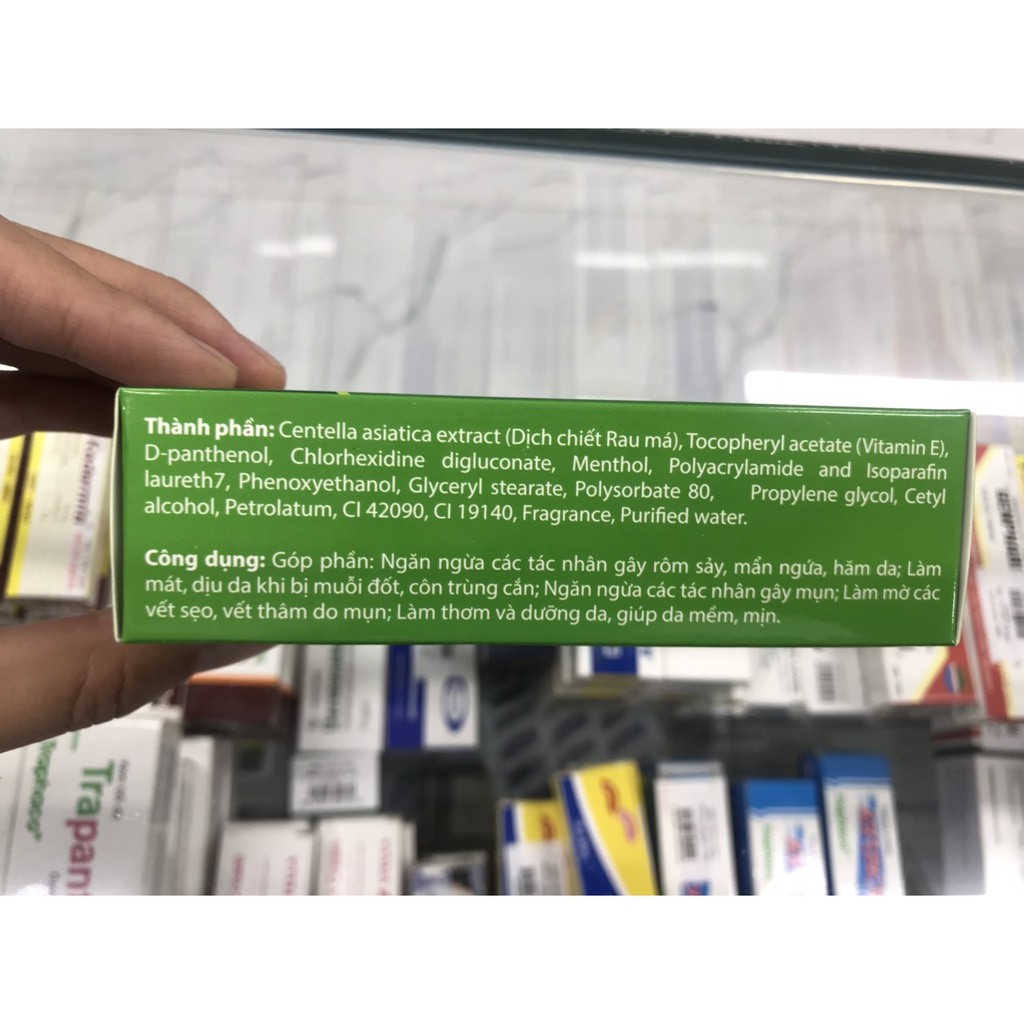 Thành phần: Centella asiatica extract (Dịch chiết Rau má), Tocopheryl acetate (Vitamin E),
D-panthenol, Chlorhexidine digluconate, Menthol, Polyacrylamide and Isoparafin
laureth7, Phenoxyethanol, Glyceryl stearate, Polysorbate 80, Propylene glycol, Cetyl
alcohol, Petrolatum, CI 42090, CI 19140, Fragrance, Purified water.
Công dụng: Góp phần: Ngăn ngừa các tác nhân gây rôm sảy, mẩn ngứa, hăm da; Làm
mát, dịu da khi bị muỗi đốt, côn trùng cắn; Ngăn ngừa các tác nhân gây mụn; Làm mờ các
vết sẹo, vết thâm do mụn; Làm thơm và dưỡng da, giúp da mềm, mịn.
Traphaco